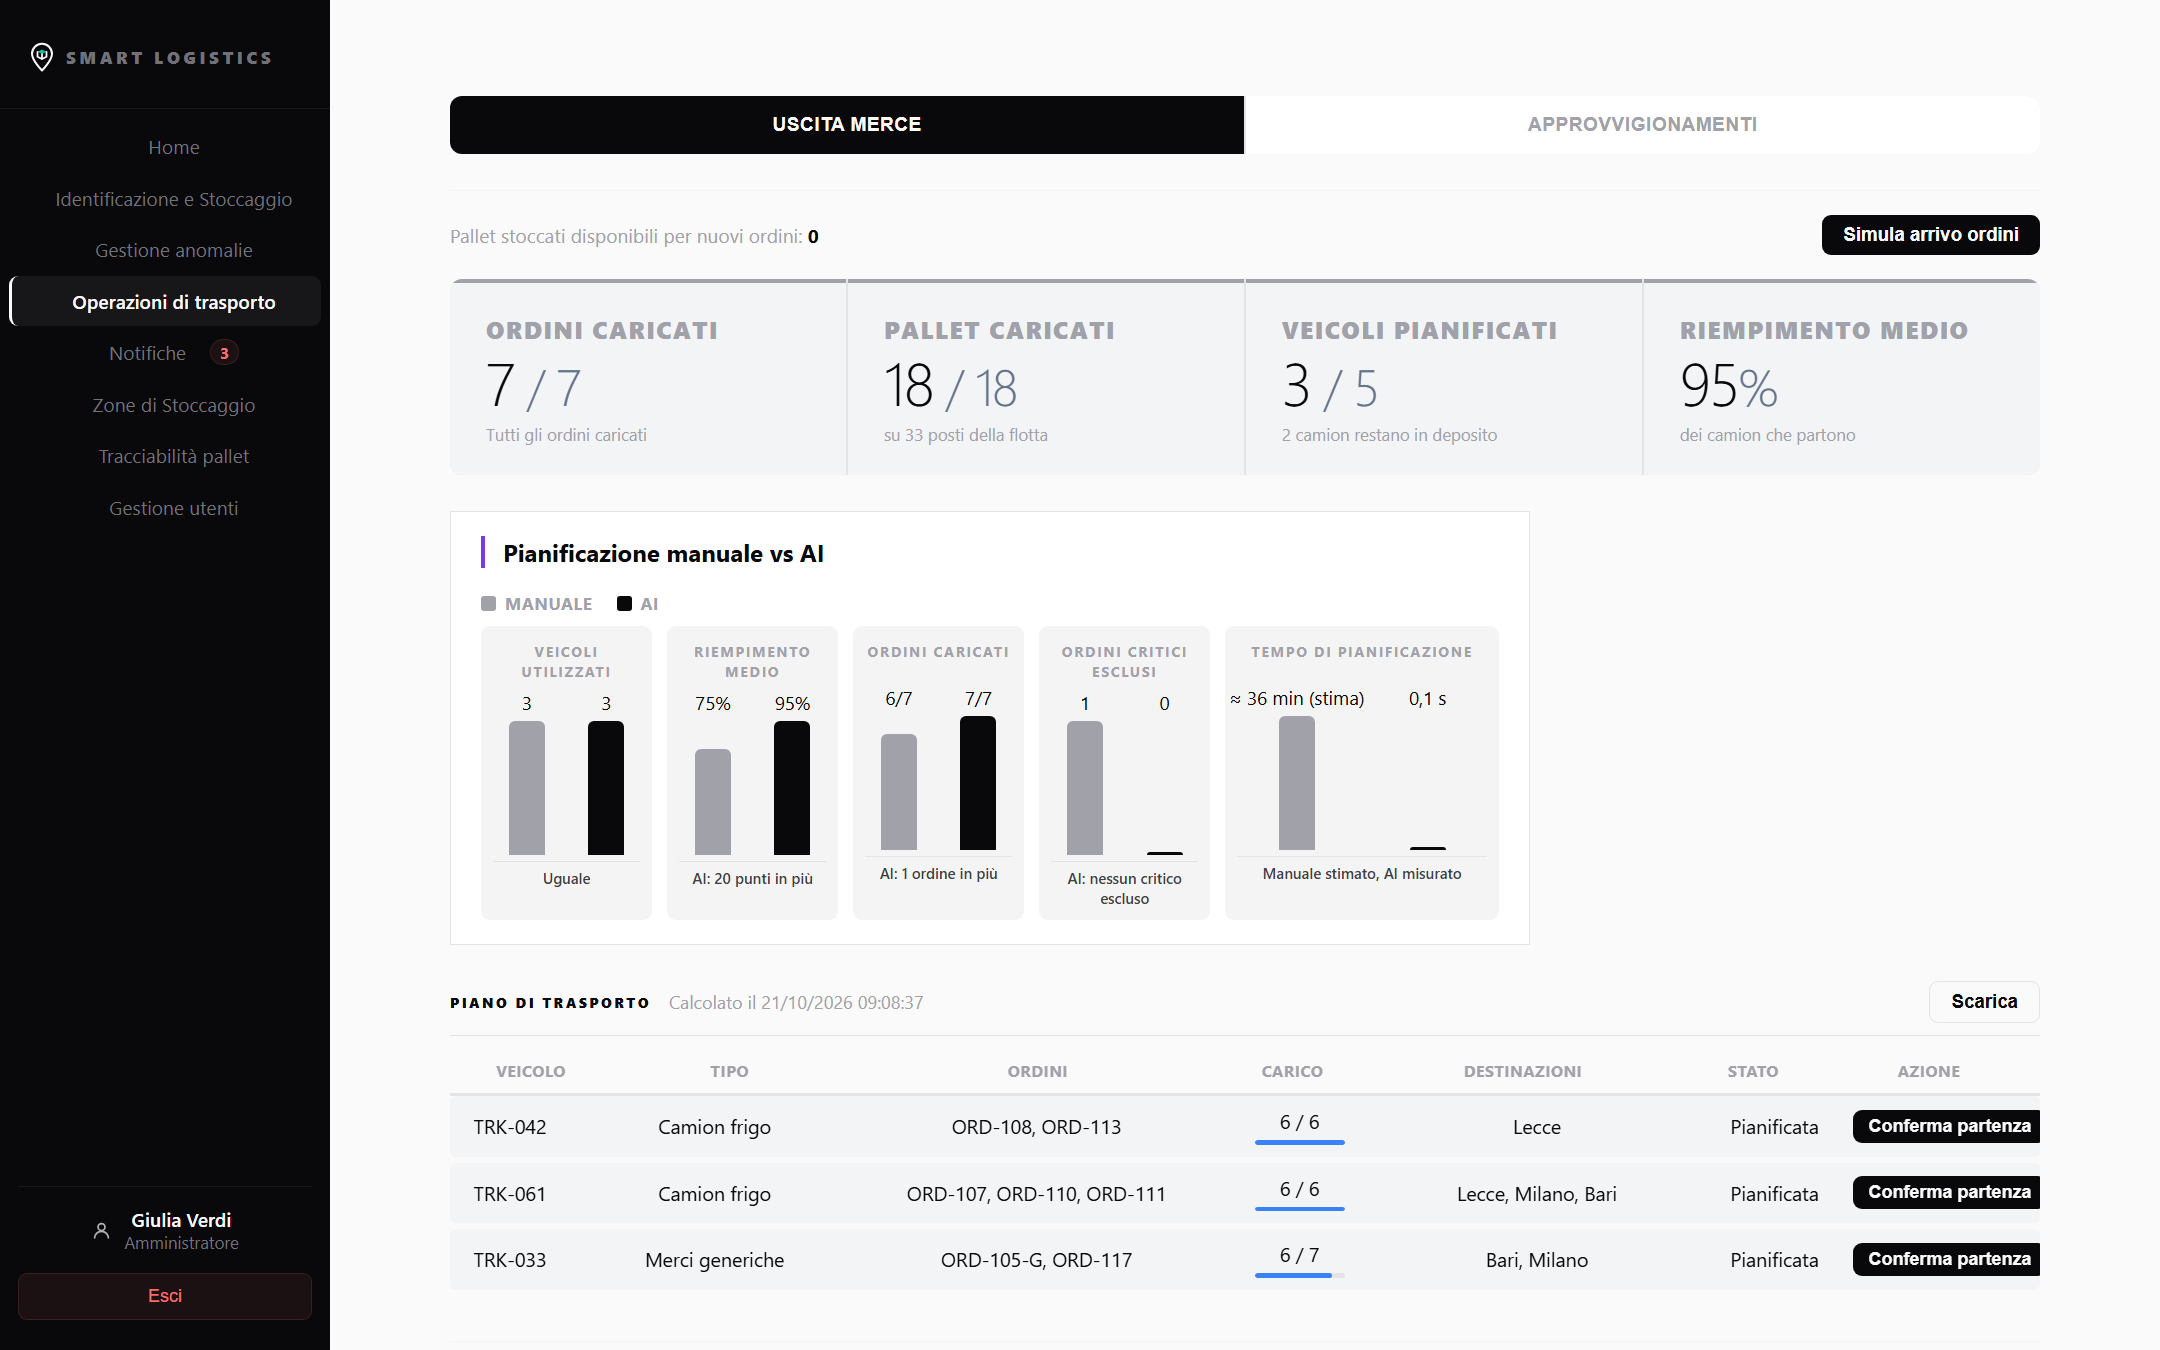 SMART LOGISTICS
Home
Identificazione e Stoccaggio
Gestione anomalie
Operazioni di trasporto
Notifiche 3
Zone di Stoccaggio
Tracciabilità pallet
Gestione utenti
Giulia Verdi
Amministratore
Esci
USCITA MERCE APPROVVIGIONAMENTI
Pallet stoccati disponibili per nuovi ordini: 0 Simula arrivo ordini
ORDINI CARICATI
7 / 7
Tutti gli ordini caricati
PALLET CARICATI
18 / 18
su 33 posti della flotta
VEICOLI PIANIFICATI
3 / 5
2 camion restano in deposito
RIEMPIMENTO MEDIO
95%
dei camion che partono
Pianificazione manuale vs AI
MANUALE AI
VEICOLI
UTILIZZATI
3 3
Uguale
RIEMPIMENTO
MEDIO
75% 95%
AI: 20 punti in più
ORDINI CARICATI
6/7 7/7
AI: 1 ordine in più
ORDINI CRITICI
ESCLUSI
1 0
AI: nessun critico
escluso
TEMPO DI PIANIFICAZIONE
≈ 36 min (stima) 0,1 s
Manuale stimato, AI misurato
PIANO DI TRASPORTO Calcolato il 21/10/2026 09:08:37 Scarica
VEICOLO TIPO ORDINI CARICO DESTINAZIONI STATO AZIONE
TRK-042 Camion frigo ORD-108, ORD-113 6 / 6 Lecce Pianificata Conferma partenza
TRK-061 Camion frigo ORD-107, ORD-110, ORD-111 6 / 6 Lecce, Milano, Bari Pianificata Conferma partenza
TRK-033 Merci generiche ORD-105-G, ORD-117 6 / 7 Bari, Milano Pianificata Conferma partenza